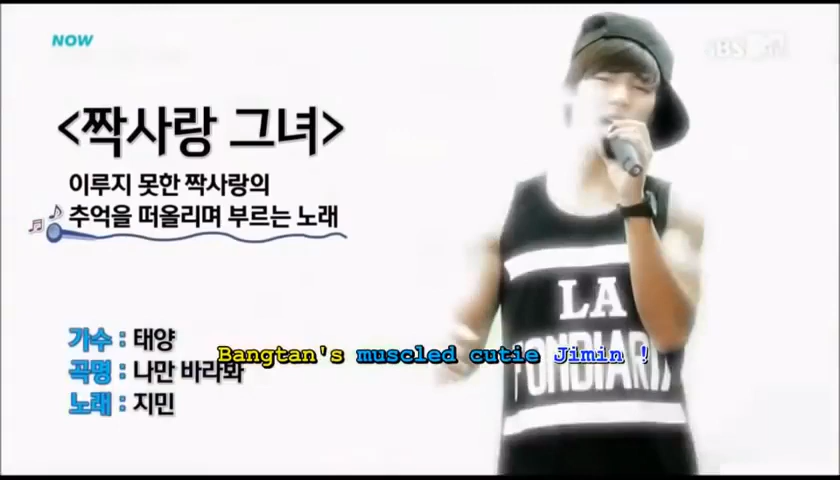 NOW
SBS MTV
<짝사랑 그녀>
이루지 못한 짝사랑의
추억을 떠올리며 부르는 노래
가수 : 태양
곡명 : 나만 바라봐
노래 : 지민
Bangtan's muscled cutie Jimin !
LA
FONDIARIA